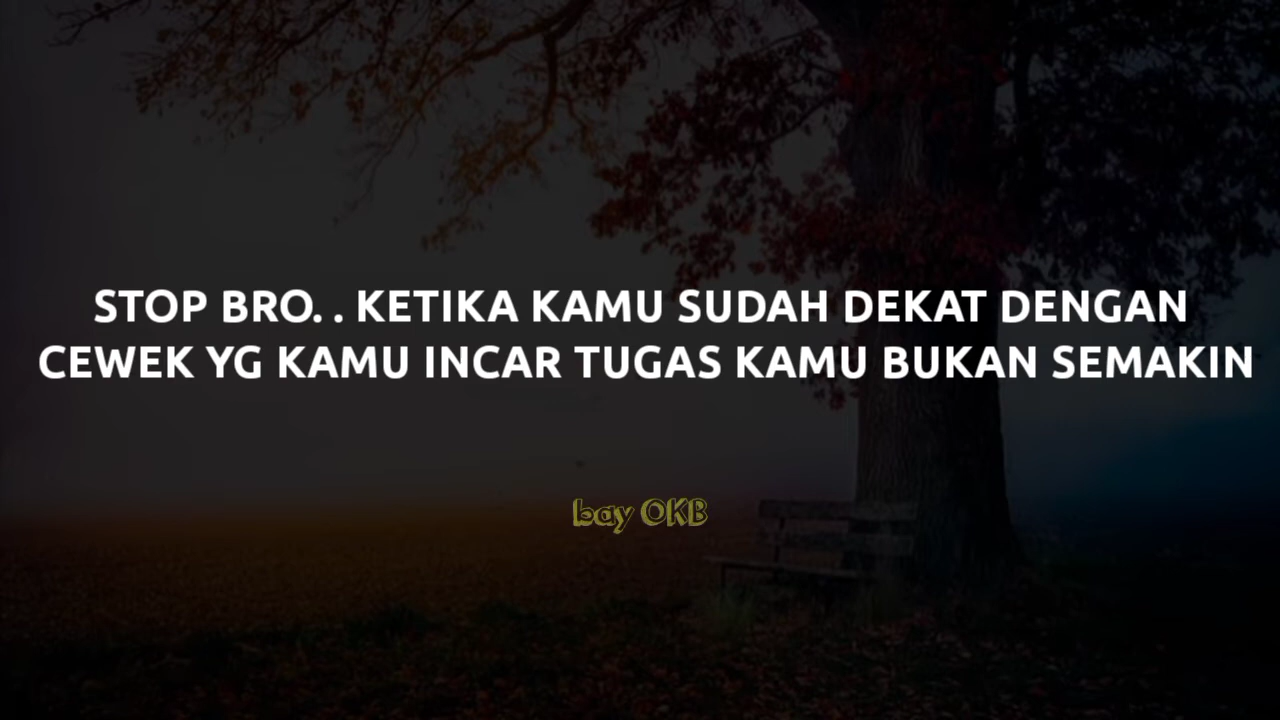 STOP BRO. . KETIKA KAMU SUDAH DEKAT DENGAN
CEWEK YG KAMU INCAR TUGAS KAMU BUKAN SEMAKIN
bay OKB